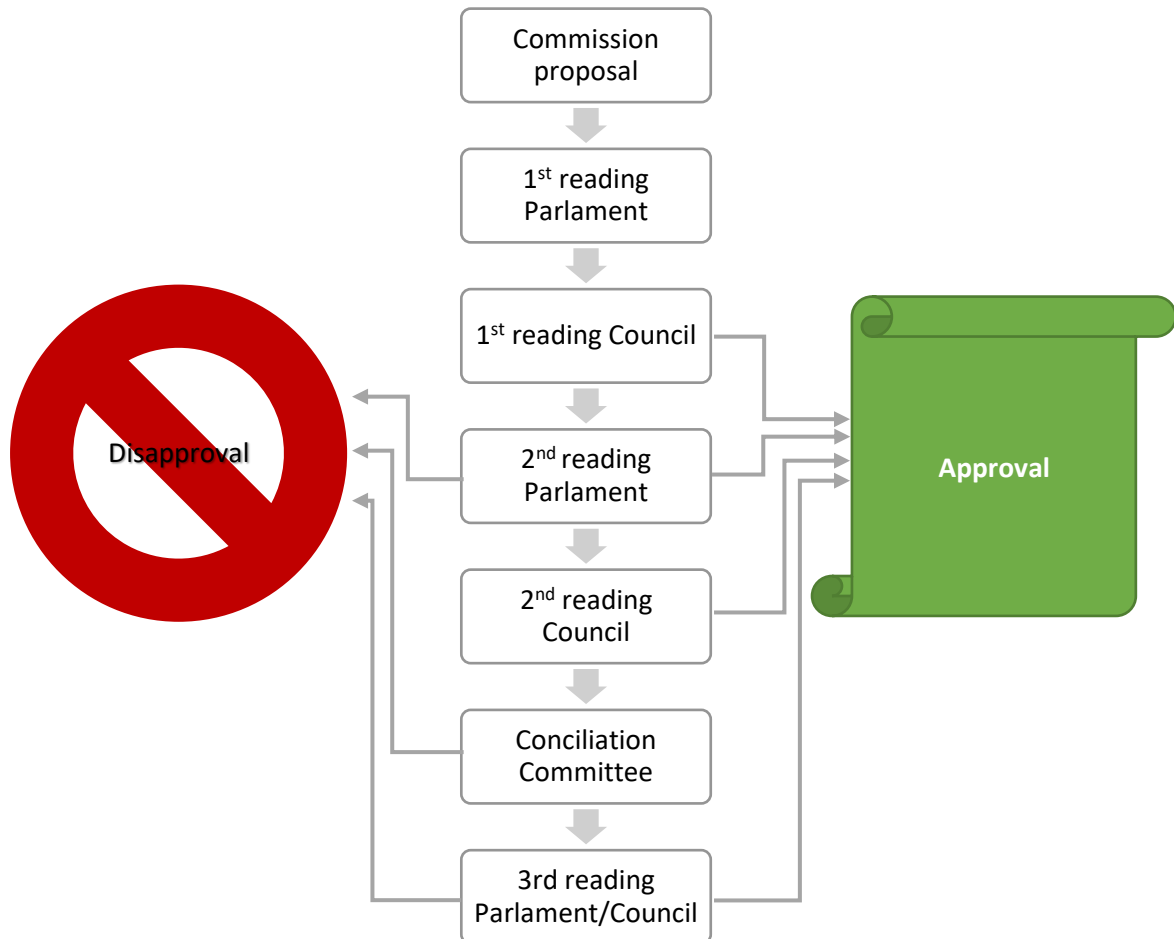 Commission
proposal
1st reading
Parlament
1st reading Council
Disapproval
2nd reading
Parlament
Approval
2nd reading
Council
Conciliation
Committee
3rd reading
Parlament/Council